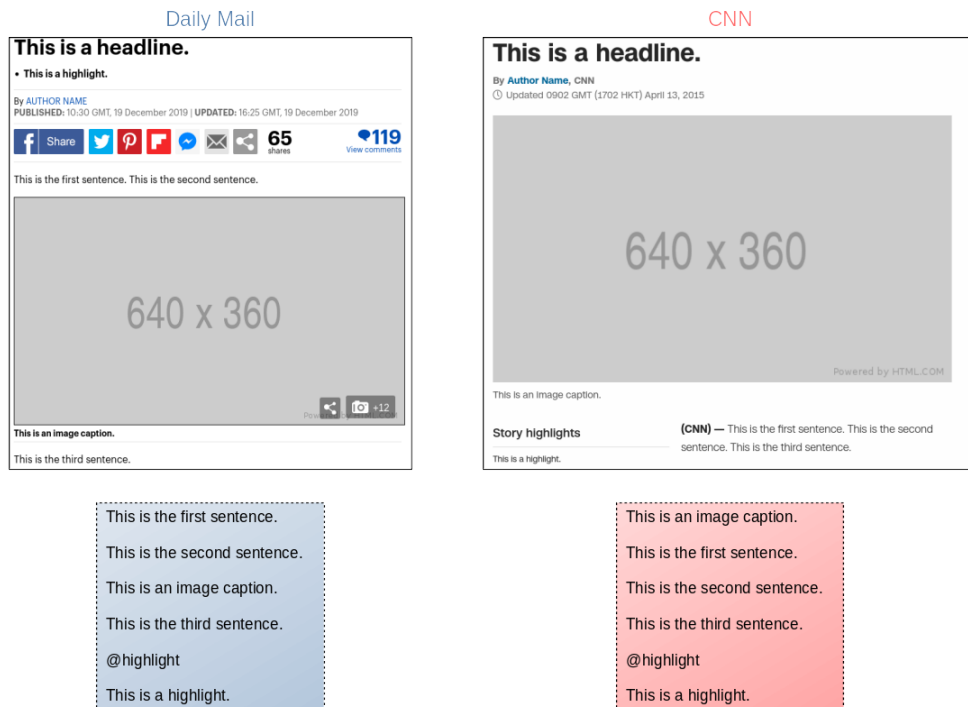 Daily Mail
This is a headline.
• This is a highlight.
By AUTHOR NAME
PUBLISHED: 10:30 GMT, 19 December 2019 | UPDATED: 16:25 GMT, 19 December 2019
f Share
65
shares
119
View comments
This is the first sentence. This is the second sentence.
640 x 360
+12
This is an image caption.
This is the third sentence.
This is the first sentence.
This is the second sentence.
This is an image caption.
This is the third sentence.
@highlight
This is a highlight.
CNN
This is a headline.
By Author Name, CNN
Updated 0902 GMT (1702 HKT) April 13, 2015
640 x 360
Powered by HTML.COM
This is an image caption.
Story highlights
This is a highlight.
(CNN) — This is the first sentence. This is the second
sentence. This is the third sentence.
This is an image caption.
This is the first sentence.
This is the second sentence.
This is the third sentence.
@highlight
This is a highlight.